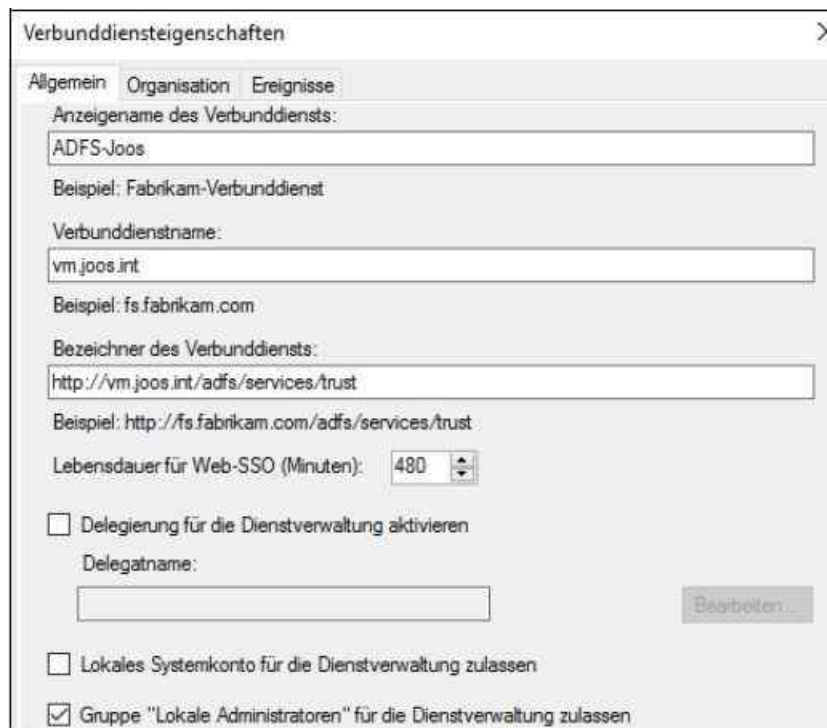 Verbunddiensteigenschaften
Allgemein Organisation Ereignisse
Anzeigename des Verbunddiensts:
ADFS-Joos
Beispiel: Fabrikam-Verbunddienst
Verbunddienstname:
vm.joos.int
Beispiel: fs.fabrikam.com
Bezeichner des Verbunddiensts:
http://vm.joos.int/adfs/services/trust
Beispiel: http://fs.fabrikam.com/adfs/services/trust
Lebensdauer für Web-SSO (Minuten): 480
Delegierung für die Dienstverwaltung aktivieren
Delegatname:
Bearbeiten...
Lokales Systemkonto für die Dienstverwaltung zulassen
Gruppe "Lokale Administratoren" für die Dienstverwaltung zulassen